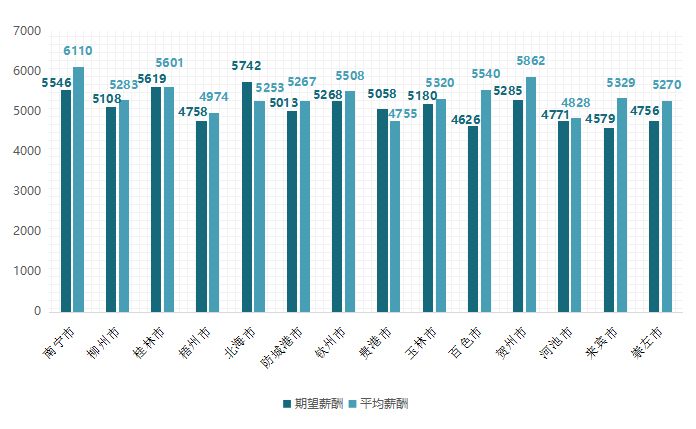 7000
6000
5000
4000
3000
2000
1000
0
5546 6110
5108 5283
5619 5601
4758 4974
5742 5253
5013 5267
5268 5508
5058 4755
5180 5320
4626 5540
5285 5862
4771 4828
4579 5329
4756 5270
南宁市
柳州市
桂林市
梧州市
北海市
防城港市
钦州市
贵港市
玉林市
百色市
贺州市
河池市
来宾市
崇左市
期望薪酬 平均薪酬